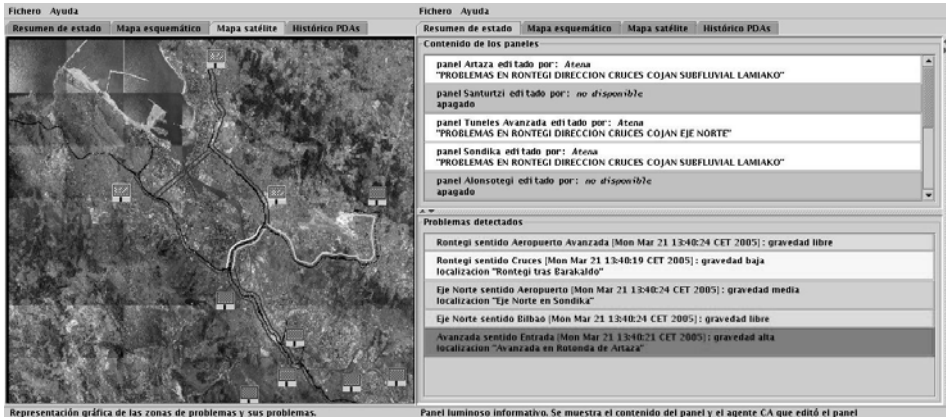 Fichero Ayuda
Resumen de estado Mapa esquemático Mapa satélite Histórico PDAs
Representación gráfica de las zonas de problemas y sus problemas.
Fichero Ayuda
Resumen de estado Mapa esquemático Mapa satélite Histórico PDAs
Contenido de los paneles
panel Artaza editado por: Atena
"PROBLEMAS EN RONTEGI DIRECCION CRUCES COJAN SUBFLUVIAL LAMIAKO"
panel Santurtzi editado por: no disponible
apagado
panel Tuneles Avanzada editado por: Atena
"PROBLEMAS EN RONTEGI DIRECCION CRUCES COJAN EJE NORTE"
panel Sondika editado por: Atena
"PROBLEMAS EN RONTEGI DIRECCION CRUCES COJAN SUBFLUVIAL LAMIAKO"
panel Alonsotegi editado por: no disponible
apagado
Problemas detectados
Rontegi sentido Aeropuerto Avanzada [Mon Mar 21 13:40:24 CET 2005] : gravedad libre
Rontegi sentido Cruces [Mon Mar 21 13:40:19 CET 2005] : gravedad baja
localizacion "Rontegi tras Barakaldo"
Eje Norte sentido Aeropuerto [Mon Mar 21 13:40:24 CET 2005] : gravedad media
localizacion "Eje Norte en Sondika"
Eje Norte sentido Bilbao [Mon Mar 21 13:40:24 CET 2005] : gravedad libre
Avanzada sentido Entrada [Mon Mar 21 13:40:21 CET 2005] : gravedad alta
localizacion "Avanzada en Rotonda de Artaza"
Panel luminoso informativo. Se muestra el contenido del panel y el agente CA que editó el panel